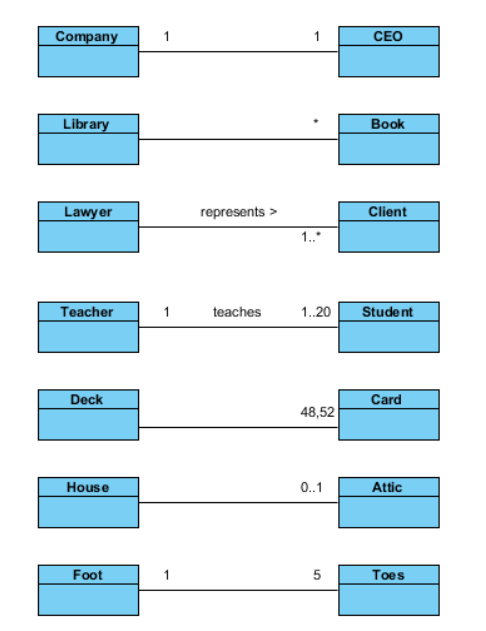 Company 1 1 CEO
Library * Book
Lawyer represents > Client
1..*
Teacher 1 teaches 1..20 Student
Deck Card
48,52
House 0..1 Attic
Foot 1 5 Toes